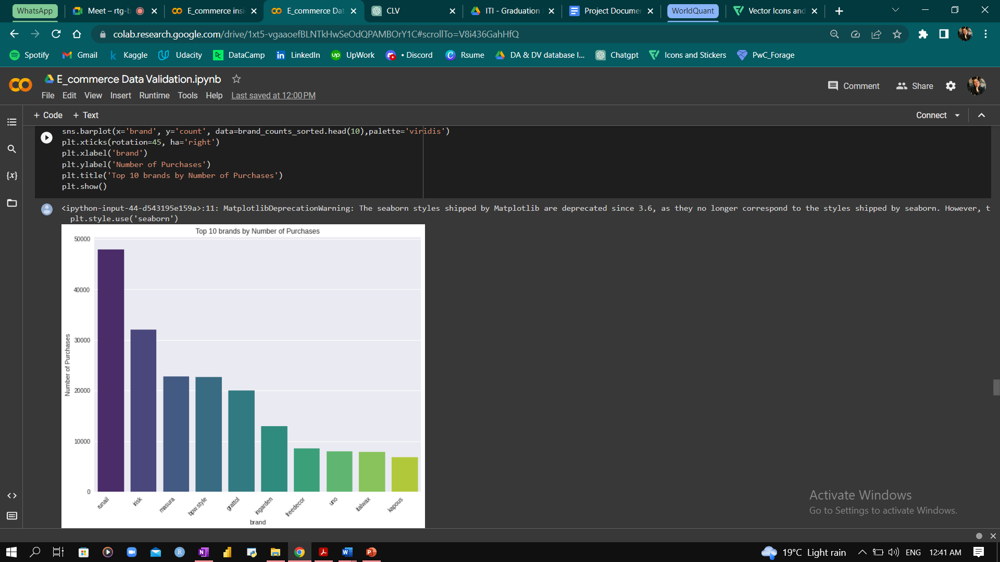 WhatsApp
Meet – rtg-b
E_commerce insi
E_commerce Dat
CLV
ITI - Graduation
Project Documen
WorldQuant
Vector Icons and
colab.research.google.com/drive/1xt5-vgaaoefBLNTkHwSeOdQPAMBOrY1C#scrollTo=V8i436GahHfQ
Spotify
Gmail
Kaggle
Udacity
DataCamp
LinkedIn
UpWork
• Discord
Rsume
DA & DV database I...
Chatgpt
Icons and Stickers
PwC_Forage
E_commerce Data Validation.ipynb
Comment
Share
File Edit View Insert Runtime Tools Help Last saved at 12:00 PM
+ Code + Text
Connect
sns.barplot(x='brand', y='count', data=brand_counts_sorted.head(10),palette='viridis')
plt.xticks(rotation=45, ha='right')
plt.xlabel('brand')
plt.ylabel('Number of Purchases')
plt.title('Top 10 brands by Number of Purchases')
plt.show()
<ipython-input-44-d543195e159a>:11: MatplotlibDeprecationWarning: The seaborn styles shipped by Matplotlib are deprecated since 3.6, as they no longer correspond to the styles shipped by seaborn. However, t
plt.style.use('seaborn')
Top 10 brands by Number of Purchases
50000
40000
30000
20000
10000
0
Number of Purchases
runail
irisk
masura
bpw.style
grattol
ingarden
freedecor
uno
italwax
kapous
brand
Activate Windows
Go to Settings to activate Windows.
19°C Light rain
ENG
12:41 AM